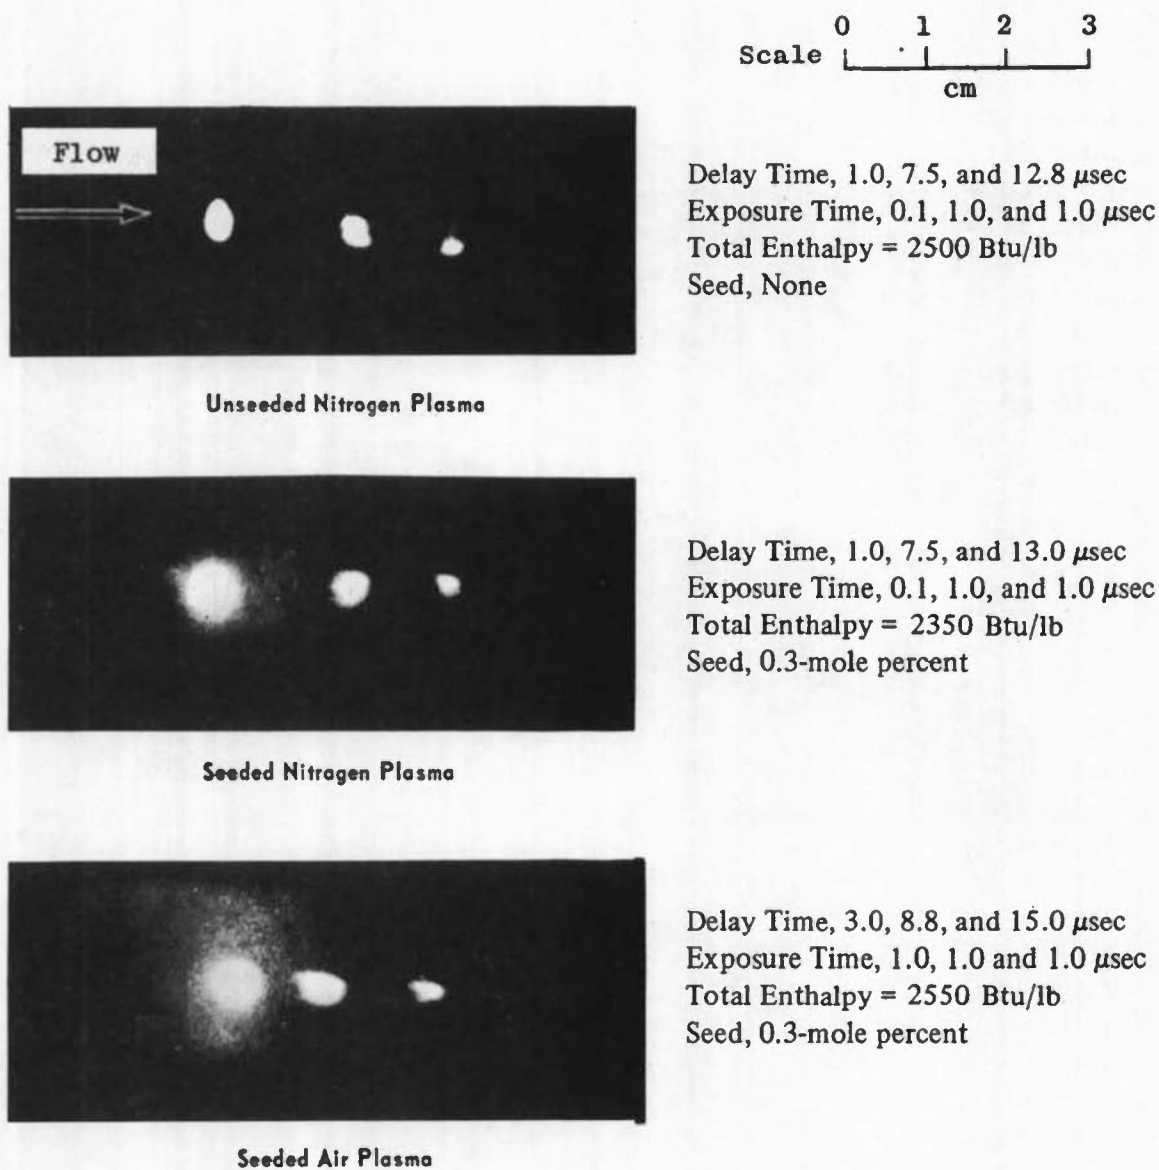 0 1 2 3
Scale
cm
Flow
Delay Time, 1.0, 7.5, and 12.8 μsec
Exposure Time, 0.1, 1.0, and 1.0 μsec
Total Enthalpy = 2500 Btu/lb
Seed, None
Unseeded Nitrogen Plasma
Delay Time, 1.0, 7.5, and 13.0 μsec
Exposure Time, 0.1, 1.0, and 1.0 μsec
Total Enthalpy = 2350 Btu/lb
Seed, 0.3-mole percent
Seeded Nitrogen Plasma
Delay Time, 3.0, 8.8, and 15.0 μsec
Exposure Time, 1.0, 1.0 and 1.0 μsec
Total Enthalpy = 2550 Btu/lb
Seed, 0.3-mole percent
Seeded Air Plasma